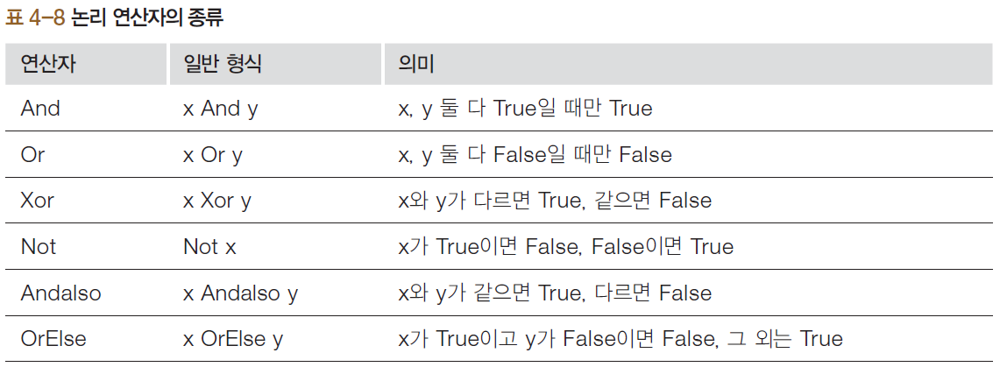 표 4-8 논리 연산자의 종류
연산자 일반 형식 의미
And x And y x, y 둘 다 True일 때만 True
Or x Or y x, y 둘 다 False일 때만 False
Xor x Xor y x와 y가 다르면 True, 같으면 False
Not Not x x가 True이면 False, False이면 True
Andalso x Andalso y x와 y가 같으면 True, 다르면 False
OrElse x OrElse y x가 True이고 y가 False이면 False, 그 외는 True